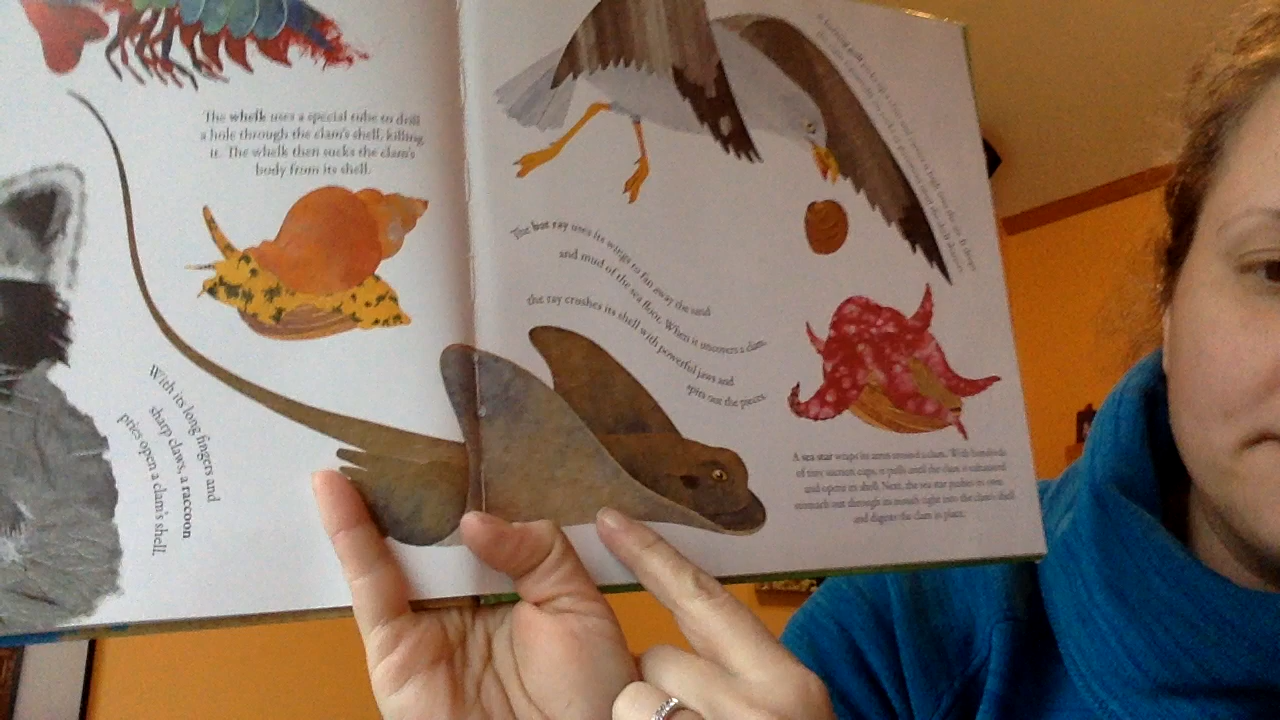 The whelk uses a special tube to drill
a hole through the clam's shell, killing
it. The whelk then sucks the clam's
body from its shell.
With its long fingers and
sharp claws, a raccoon
pries open a clam's shell.
The bat ray uses its wings to fan away the sand
and mud of the sea floor. When it uncovers a clam,
the ray crushes its shell with powerful jaws and
spits out the pieces.
A sea star wraps its arms around a clam. With hundreds
of tiny suction cups, it pulls until the clam is exhausted
and opens its shell. Next, the sea star pushes its own
stomach out through its mouth right into the clam's shell
and digests the clam in place.